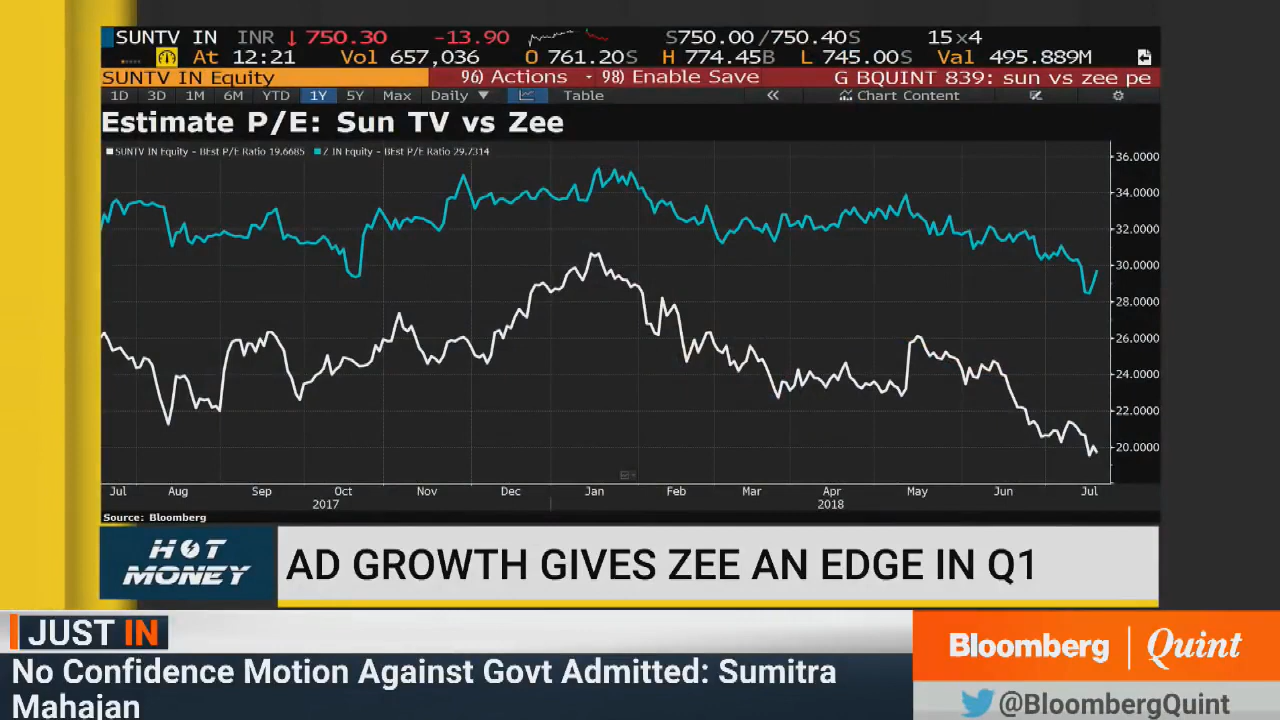 SUNTV IN INR ↓ 750.30 -13.90 S750.00/750.40S 15x4
At 12:21 Vol 657,036 O 761.20S H 774.45B L 745.00S Val 495.889M
SUNTV IN Equity 96) Actions 98) Enable Save G BQUINT 839: sun vs zee pe
1D 3D 1M 6M YTD 1Y 5Y Max Daily ▼ Table « Chart Content
Estimate P/E: Sun TV vs Zee
SUNTV IN Equity - BEst P/E Ratio 19.6685 Z IN Equity - BEst P/E Ratio 29.7314
36.0000
34.0000
32.0000
30.0000
28.0000
26.0000
24.0000
22.0000
20.0000
Jul Aug Sep Oct Nov Dec Jan Feb Mar Apr May Jun Jul
2017 2018
Source: Bloomberg
HOT
MONEY
AD GROWTH GIVES ZEE AN EDGE IN Q1
JUST IN
No Confidence Motion Against Govt Admitted: Sumitra
Mahajan
Bloomberg | Quint
@BloombergQuint